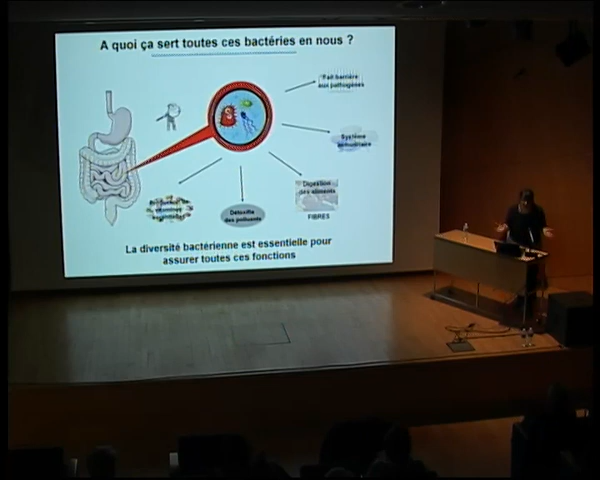 A quoi ça sert toutes ces bactéries en nous ?
Fait barrière
aux pathogènes
Système
immunitaire
Digestion
des aliments
FIBRES
Détoxifie
des polluants
La diversité bactérienne est essentielle pour
assurer toutes ces fonctions